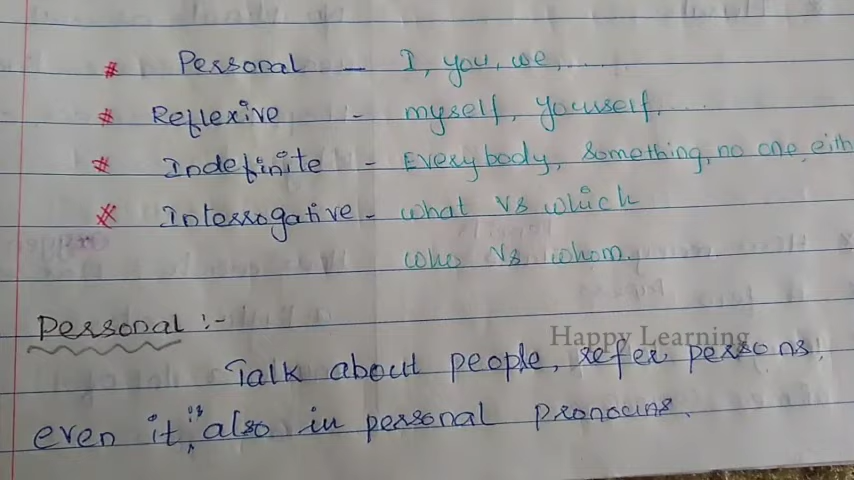 * Personal - I, you, we, ....
* Reflexive - myself, yourself, ...
* Indefinite - Everybody, something, no one, eith
* Interrogative - what vs which
who vs whom.
Personal :-
Happy Learning
Talk about people, refer persons,
even it is also in personal pronouns.